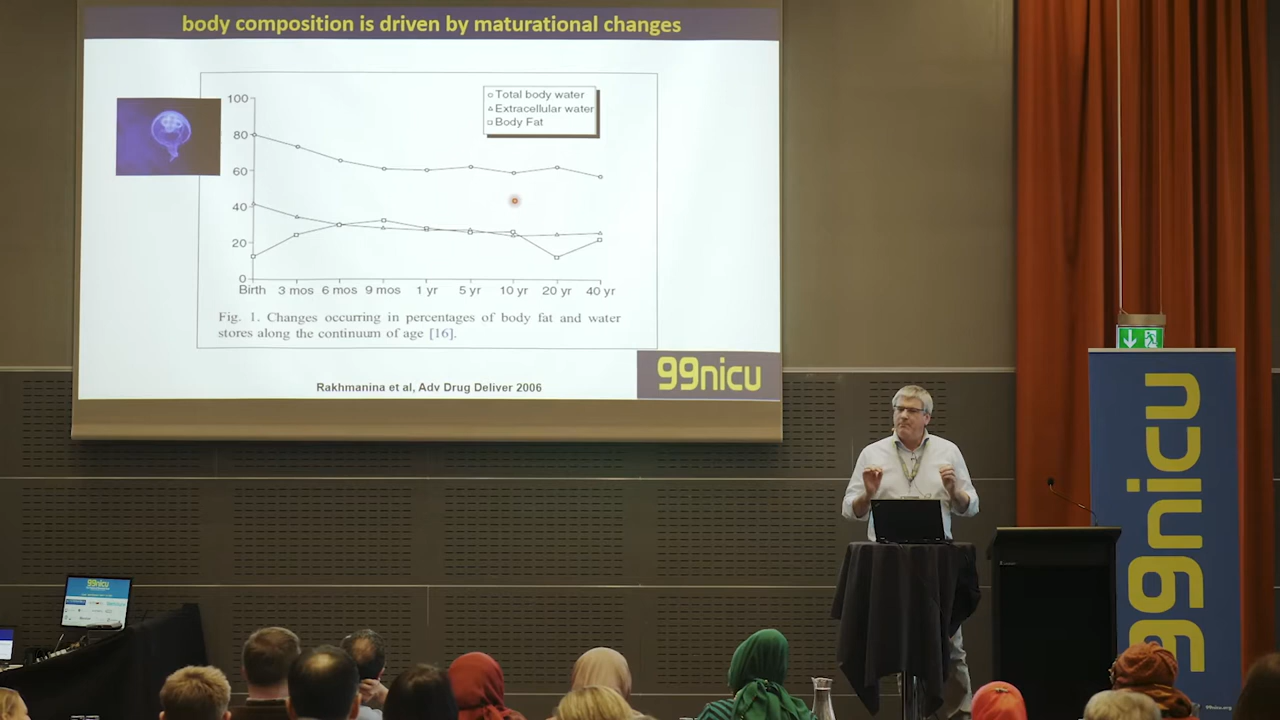 body composition is driven by maturational changes
Total body water
Extracellular water
Body Fat
100
80
60
40
20
0
Birth 3 mos 6 mos 9 mos 1 yr 5 yr 10 yr 20 yr 40 yr
Fig. 1. Changes occurring in percentages of body fat and water
stores along the continuum of age [16].
Rakhmanina et al, Adv Drug Deliver 2006
99nicu
99nicu
99nicu.org
99nicu